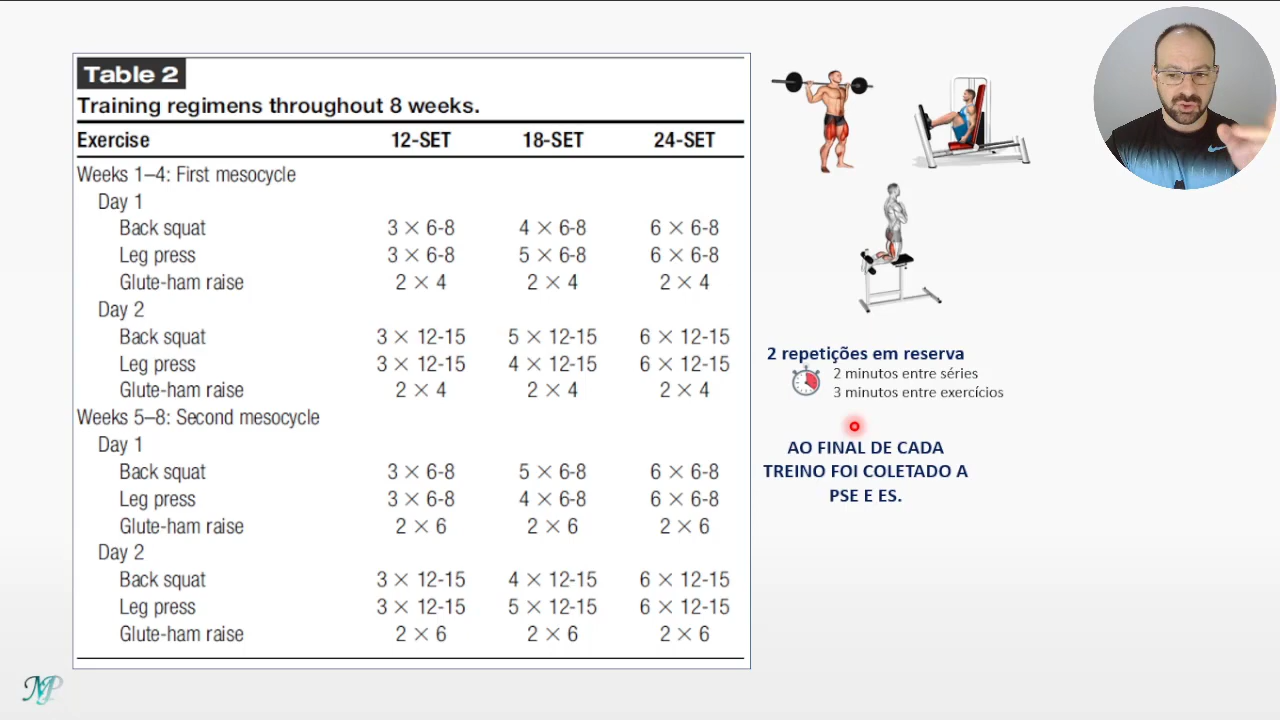 Table 2
Training regimens throughout 8 weeks.
Exercise 12-SET 18-SET 24-SET
Weeks 1–4: First mesocycle
Day 1
Back squat 3 × 6-8 4 × 6-8 6 × 6-8
Leg press 3 × 6-8 5 × 6-8 6 × 6-8
Glute-ham raise 2 × 4 2 × 4 2 × 4
Day 2
Back squat 3 × 12-15 5 × 12-15 6 × 12-15
Leg press 3 × 12-15 4 × 12-15 6 × 12-15
Glute-ham raise 2 × 4 2 × 4 2 × 4
Weeks 5–8: Second mesocycle
Day 1
Back squat 3 × 6-8 5 × 6-8 6 × 6-8
Leg press 3 × 6-8 4 × 6-8 6 × 6-8
Glute-ham raise 2 × 6 2 × 6 2 × 6
Day 2
Back squat 3 × 12-15 4 × 12-15 6 × 12-15
Leg press 3 × 12-15 5 × 12-15 6 × 12-15
Glute-ham raise 2 × 6 2 × 6 2 × 6
2 repetições em reserva
2 minutos entre séries
3 minutos entre exercícios
AO FINAL DE CADA
TREINO FOI COLETADO A
PSE E ES.
MP